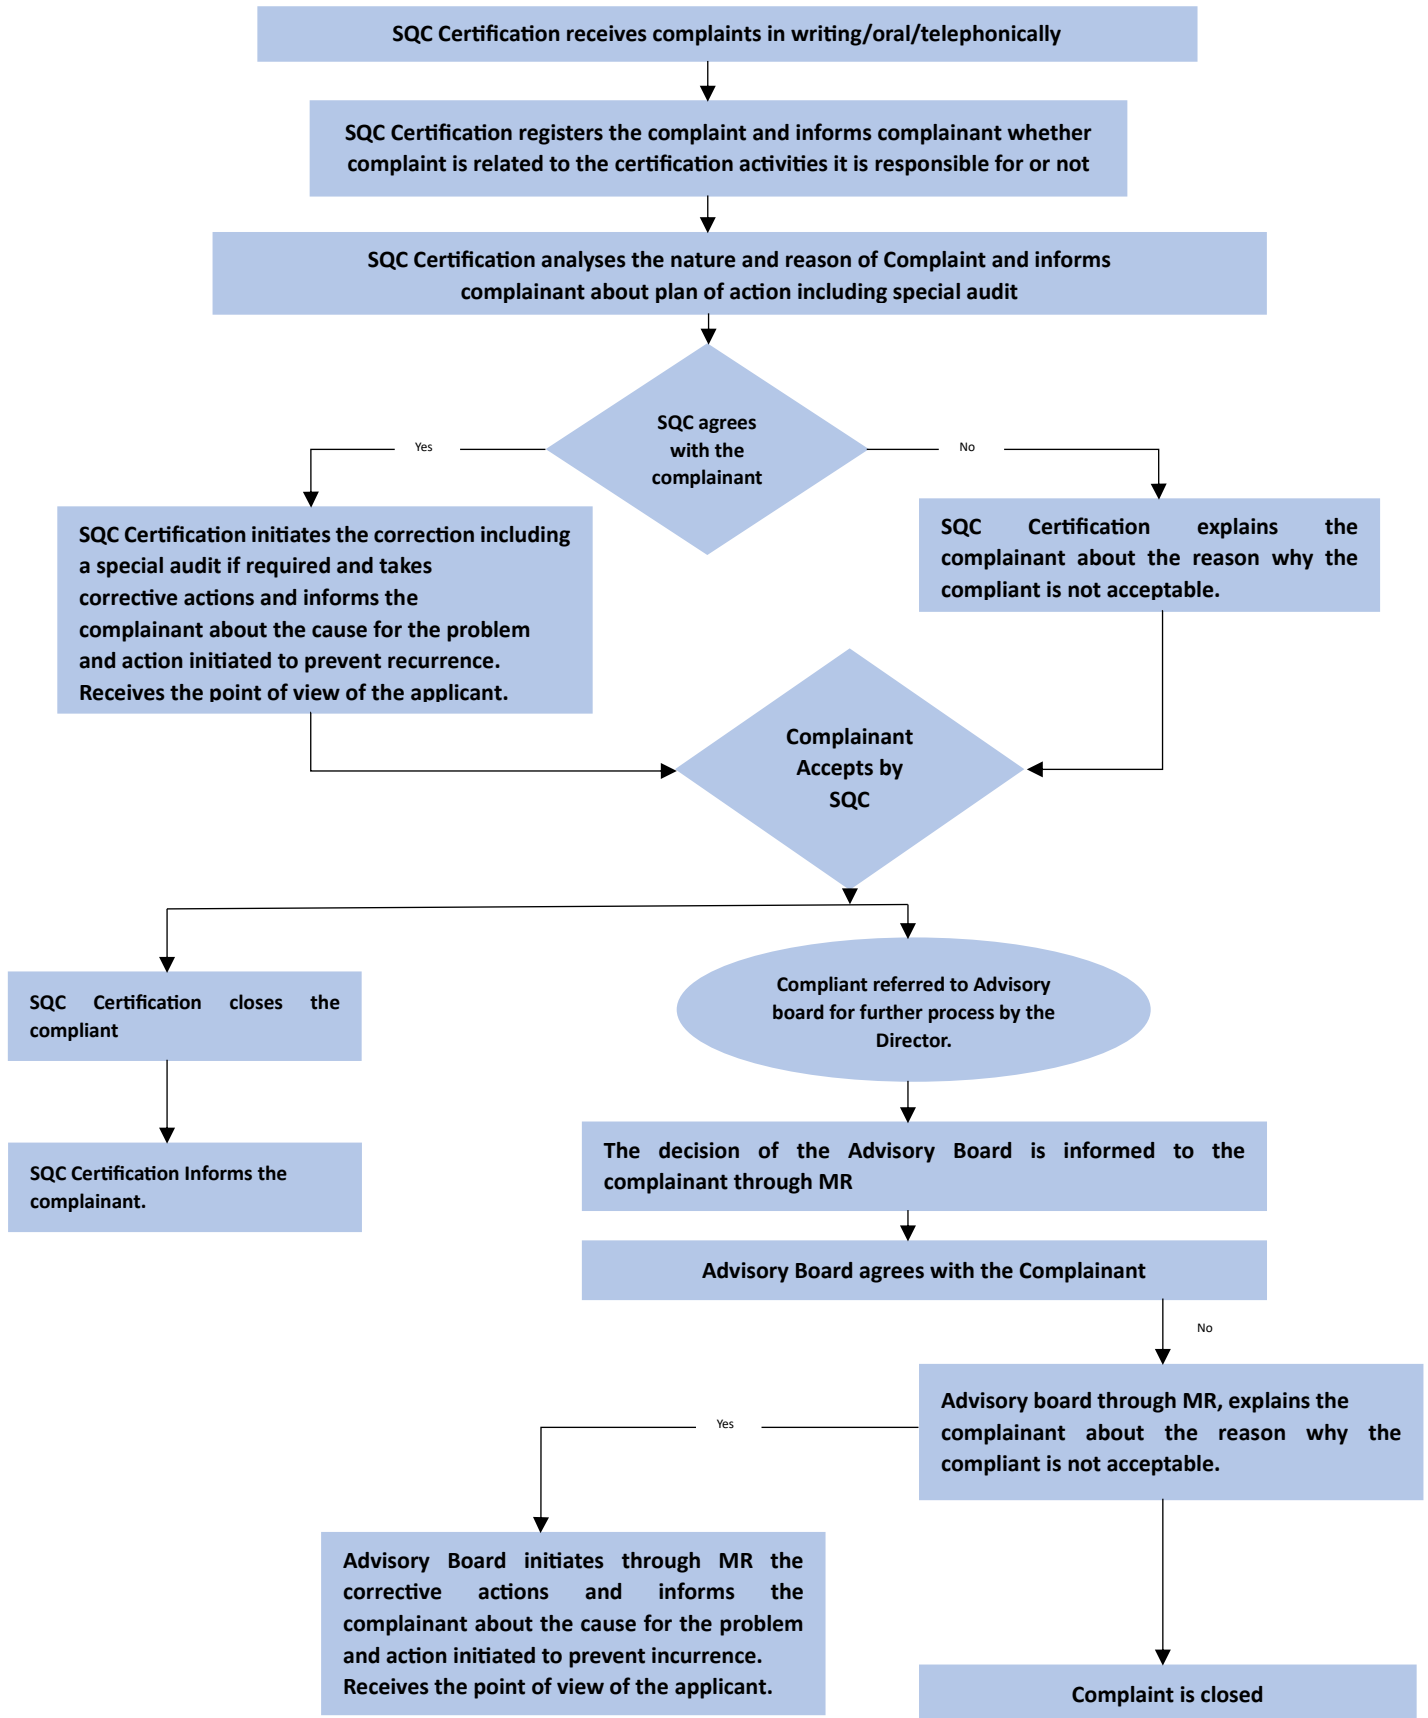 SQC Certification receives complaints in writing/oral/telephonically
SQC Certification registers the complaint and informs complainant whether
complaint is related to the certification activities it is responsible for or not
SQC Certification analyses the nature and reason of Complaint and informs
complainant about plan of action including special audit
SQC agrees
with the
complainant
Yes
No
SQC Certification initiates the correction including
a special audit if required and takes
corrective actions and informs the
complainant about the cause for the problem
and action initiated to prevent recurrence.
Receives the point of view of the applicant.
SQC Certification explains the
complainant about the reason why the
compliant is not acceptable.
Complainant
Accepts by
SQC
SQC Certification closes the
compliant
SQC Certification Informs the
complainant.
Compliant referred to Advisory
board for further process by the
Director.
The decision of the Advisory Board is informed to the
complainant through MR
Advisory Board agrees with the Complainant
No
Advisory board through MR, explains the
complainant about the reason why the
compliant is not acceptable.
Yes
Advisory Board initiates through MR the
corrective actions and informs the
complainant about the cause for the problem
and action initiated to prevent incurrence.
Receives the point of view of the applicant.
Complaint is closed